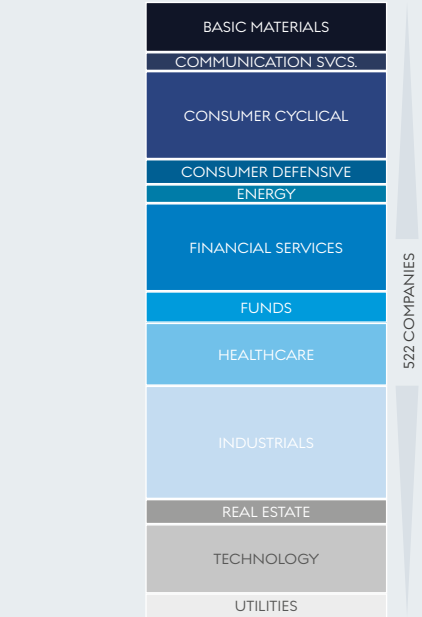 BASIC MATERIALS
COMMUNICATION SVCS.
CONSUMER CYCLICAL
CONSUMER DEFENSIVE
ENERGY
FINANCIAL SERVICES
FUNDS
HEALTHCARE
INDUSTRIALS
REAL ESTATE
TECHNOLOGY
UTILITIES
522 COMPANIES